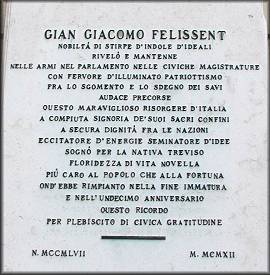 GIAN GIACOMO FELISSENT
NOBILTÀ DI STIRPE D'INDOLE D'IDEALI
RIVELÒ E MANTENNE
NELLE ARMI NEL PARLAMENTO NELLE CIVICHE MAGISTRATURE
CON FERVORE D'ILLUMINATO PATRIOTTISMO
FRA LO SGOMENTO E LO SDEGNO DEI SAVI
AUDACE PRECORSE
QUESTO MARAVIGLIOSO RISORGERE D'ITALIA
A COMPIUTA SIGNORIA DE' SUOI SACRI CONFINI
A SECURA DIGNITÀ FRA LE NAZIONI
ECCITATORE D'ENERGIE SEMINATORE D'IDEE
SOGNÒ PER LA NATIVA TREVISO
FLORIDEZZA DI VITA NOVELLA
PIÙ CARO AL POPOLO CHE ALLA FORTUNA
OND'EBBE RIMPIANTO NELLA FINE IMMATURA
E NELL'UNDECIMO ANNIVERSARIO
QUESTO RICORDO
PER PLEBISCITO DI CIVICA GRATITUDINE
N. MCCMLVII M. MCMXII